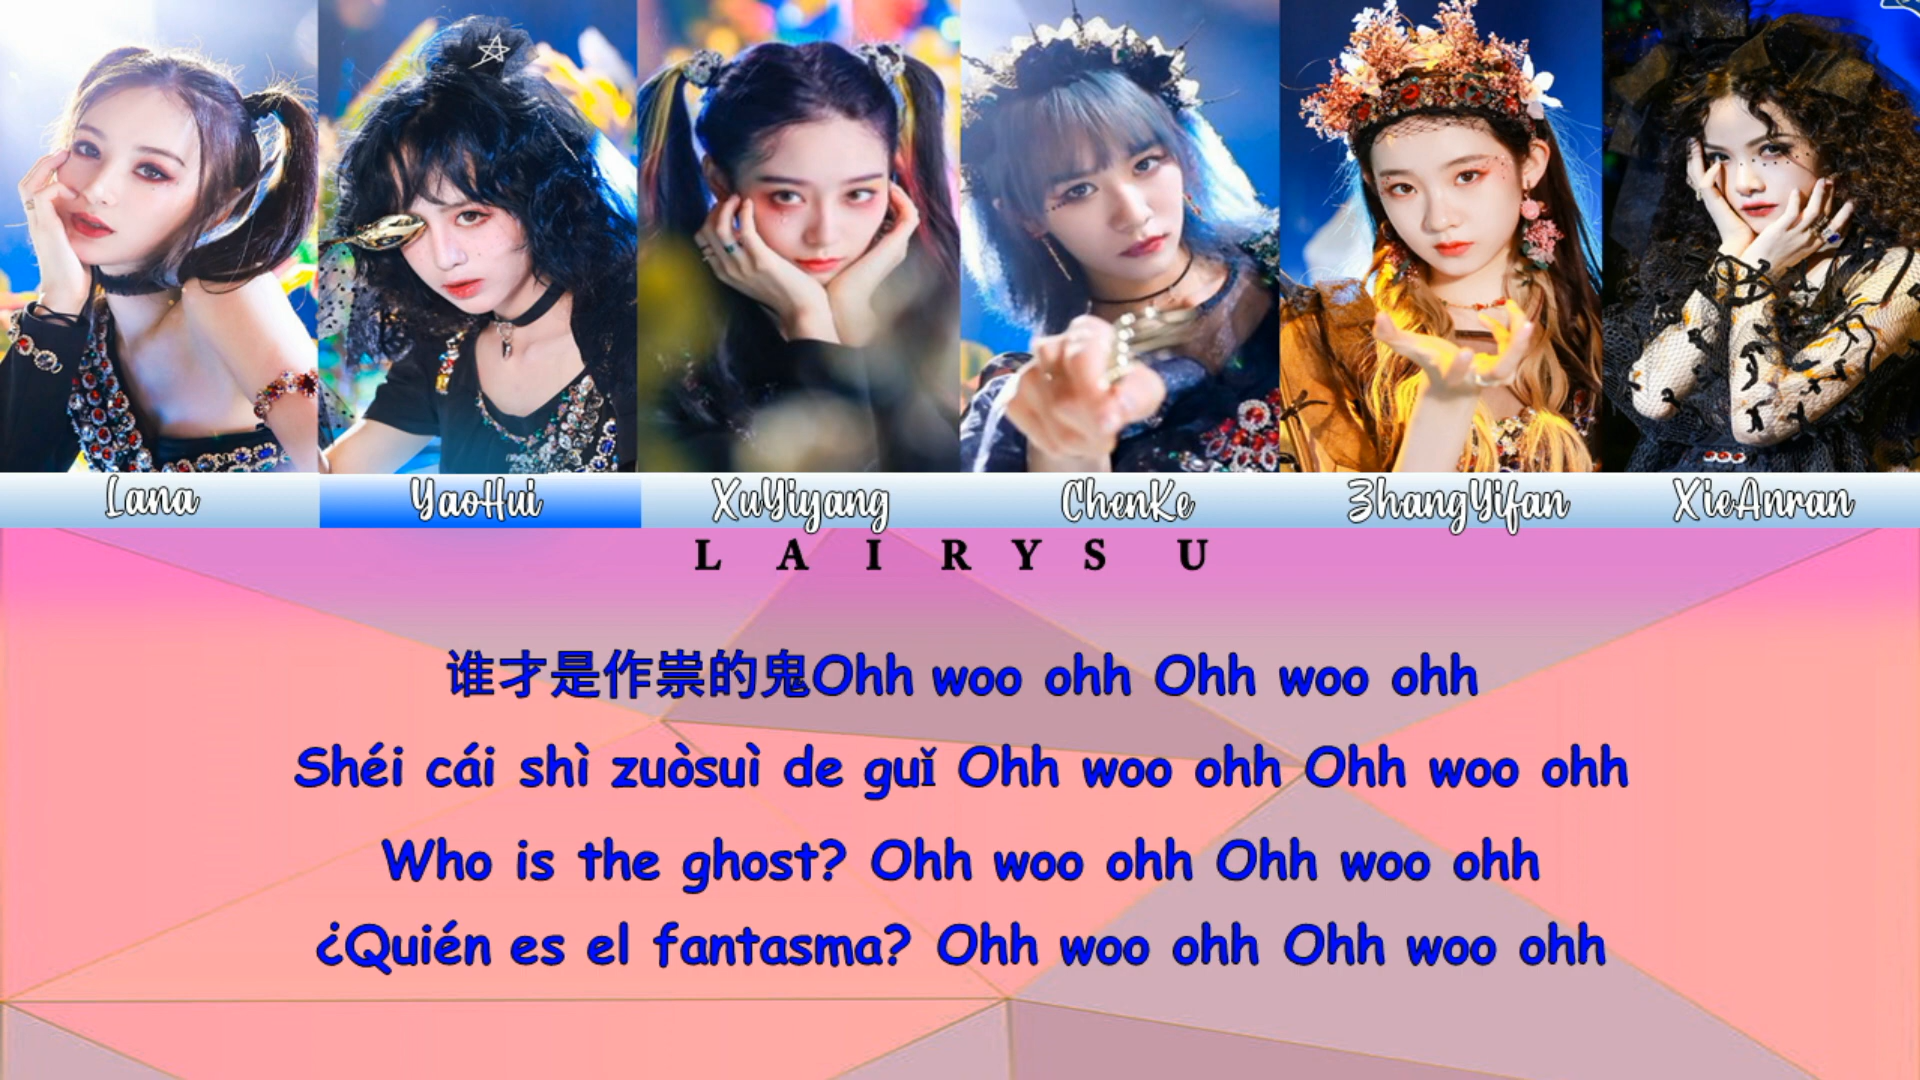 Lana YaoHui XuYiyang ChenKe ZhangYifan XieAnran
L A I R Y S U
谁才是作祟的鬼Ohh woo ohh Ohh woo ohh
Shéi cái shì zuòsuì de guǐ Ohh woo ohh Ohh woo ohh
Who is the ghost? Ohh woo ohh Ohh woo ohh
¿Quién es el fantasma? Ohh woo ohh Ohh woo ohh